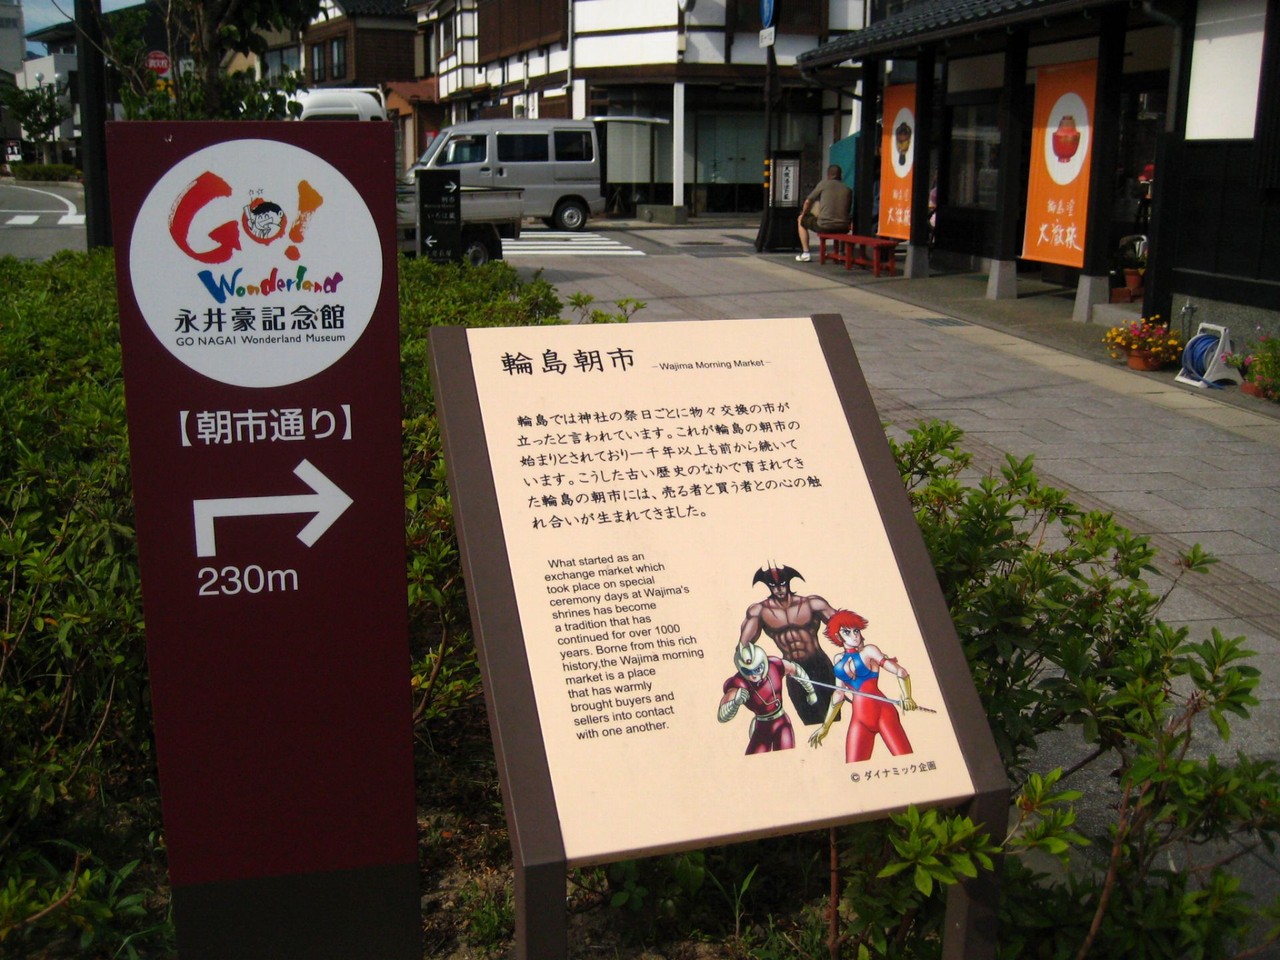 GO!
Wonderland
永井豪記念館
GO NAGAI Wonderland Museum
【朝市通り】
230m
輪島朝市
－Wajima Morning Market－
輪島では神社の祭日ごとに物々交換の市が
立ったと言われています。これが輪島の朝市の
始まりとされており一千年以上も前から続いて
います。こうした古い歴史のなかで育まれてき
た輪島の朝市には、売る者と買う者との心の触
れ合いが生まれてきました。
What started as an
exchange market which
took place on special
ceremony days at Wajima's
shrines has become
a tradition that has
continued for over 1000
years. Borne from this rich
history,the Wajima morning
market is a place
that has warmly
brought buyers and
sellers into contact
with one another.
© ダイナミック企画